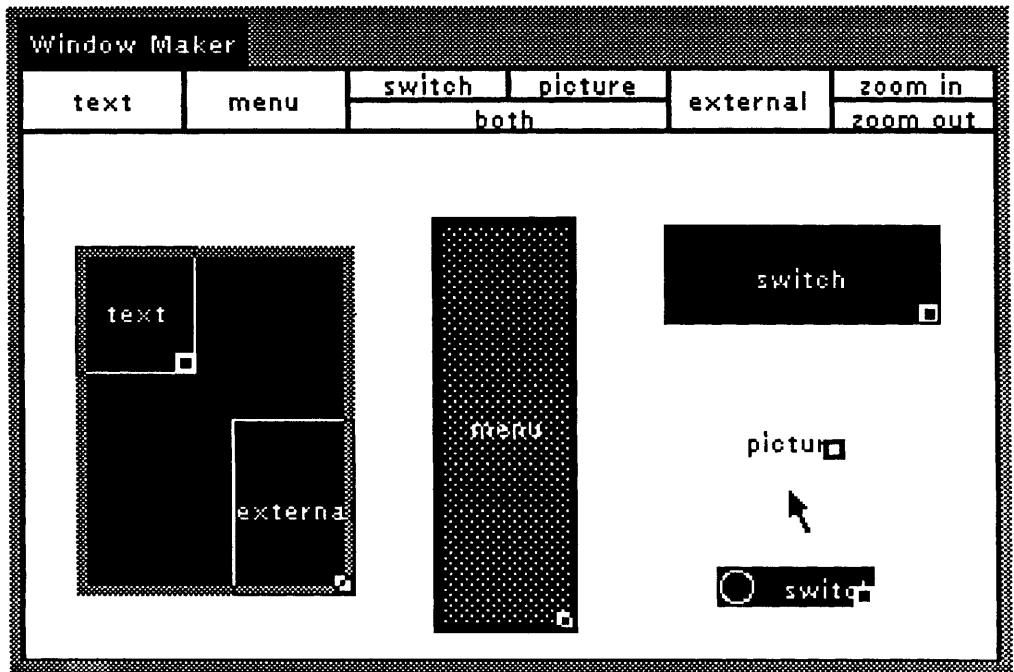 Window Maker
text menu switch picture external zoom in
both zoom out
text
externa
menu
switch
pictur
switc